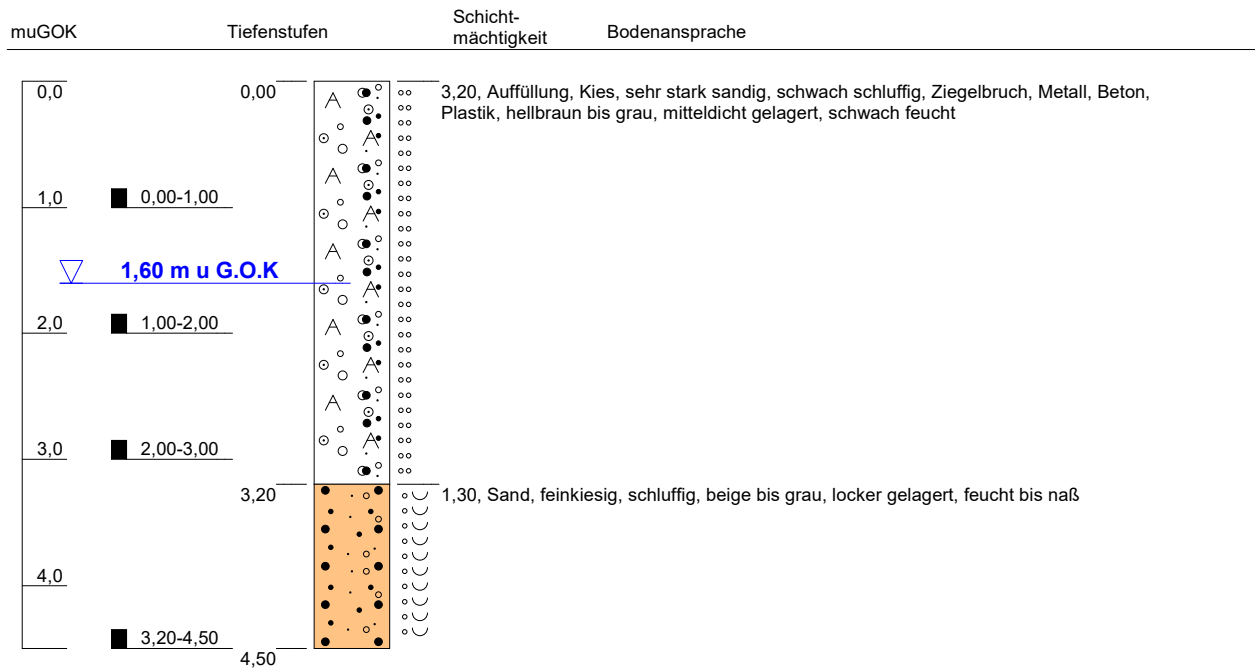 muGOK Tiefenstufen Schicht-
mächtigkeit Bodenansprache
0,0 0,00 3,20, Auffüllung, Kies, sehr stark sandig, schwach schluffig, Ziegelbruch, Metall, Beton,
Plastik, hellbraun bis grau, mitteldicht gelagert, schwach feucht
1,0 0,00-1,00
1,60 m u G.O.K
2,0 1,00-2,00
3,0 2,00-3,00
3,20 1,30, Sand, feinkiesig, schluffig, beige bis grau, locker gelagert, feucht bis naß
4,0
3,20-4,50
4,50